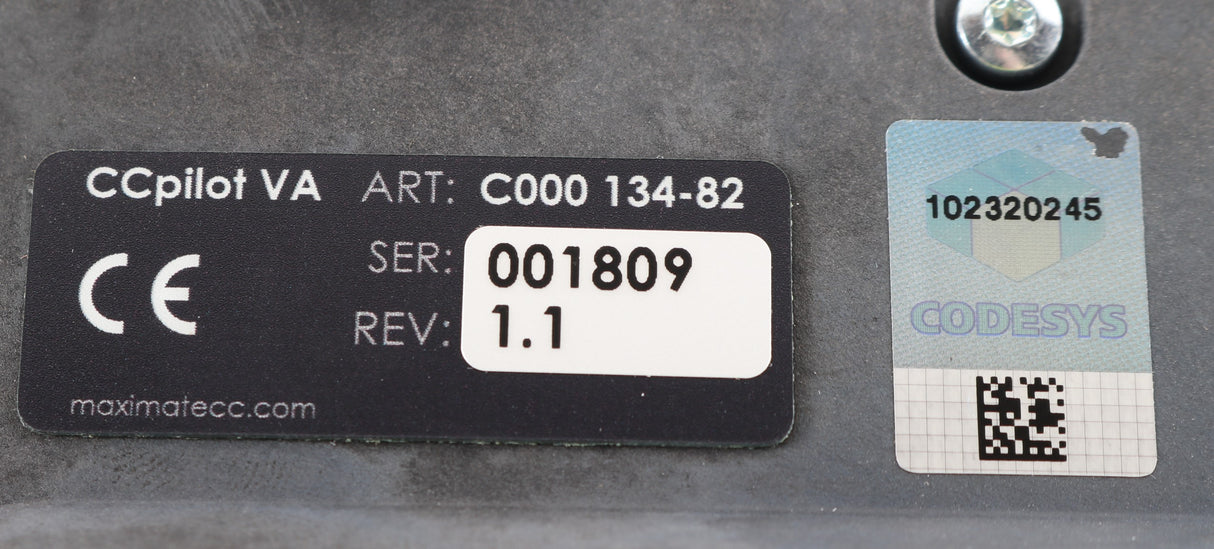 CCpilot VA ART: C000 134-82
CE
SER: 001809
REV: 1.1
maximatecc.com
102320245
CODESYS